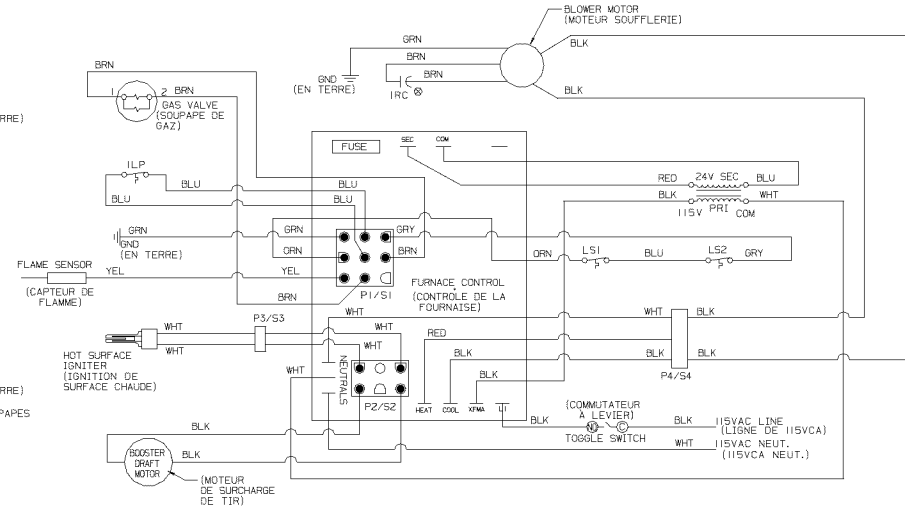 BLOWER MOTOR
(MOTEUR SOUFFLERIE)
GRN
BLK
BRN
BRN
BRN
GND
(EN TERRE)
1RC
BLK
1
2
BRN
GAS VALVE
(SOUPAPE DE
GAZ)
RRE)
FUSE
SEC
COM
1LP
BLU
BLU
BLU
BLU
RED
24V SEC
BLU
BLK
WHT
115V
PRI
COM
GRN
GND
(EN TERRE)
GRN
GRY
ORN
BRN
ORN
LS1
BLU
LS2
GRY
FLAME SENSOR
YEL
YEL
(CAPTEUR DE
FLAMME)
BRN
P1/S1
FURNACE CONTROL
(CONTROLE DE LA
FOURNAISE)
P3/S3
WHT
WHT
BLK
WHT
WHT
RED
WHT
WHT
BLK
BLK
BLK
P4/S4
HOT SURFACE
IGNITER
(IGNITION DE
SURFACE CHAUDE)
WHT
NEUTRALS
BLK
RRE)
PAPES
P2/S2
HEAT
COOL
XFMA
L1
BLK
(COMMUTATEUR
A LEVIER)
NO
C
TOGGLE SWITCH
BLK
115VAC LINE
(LIGNE DE 115VCA)
WHT
115VAC NEUT.
(115VCA NEUT.)
BLK
BLK
BOOSTER
DRAFT
MOTOR
(MOTEUR
DE SURCHARGE
DE TIR)